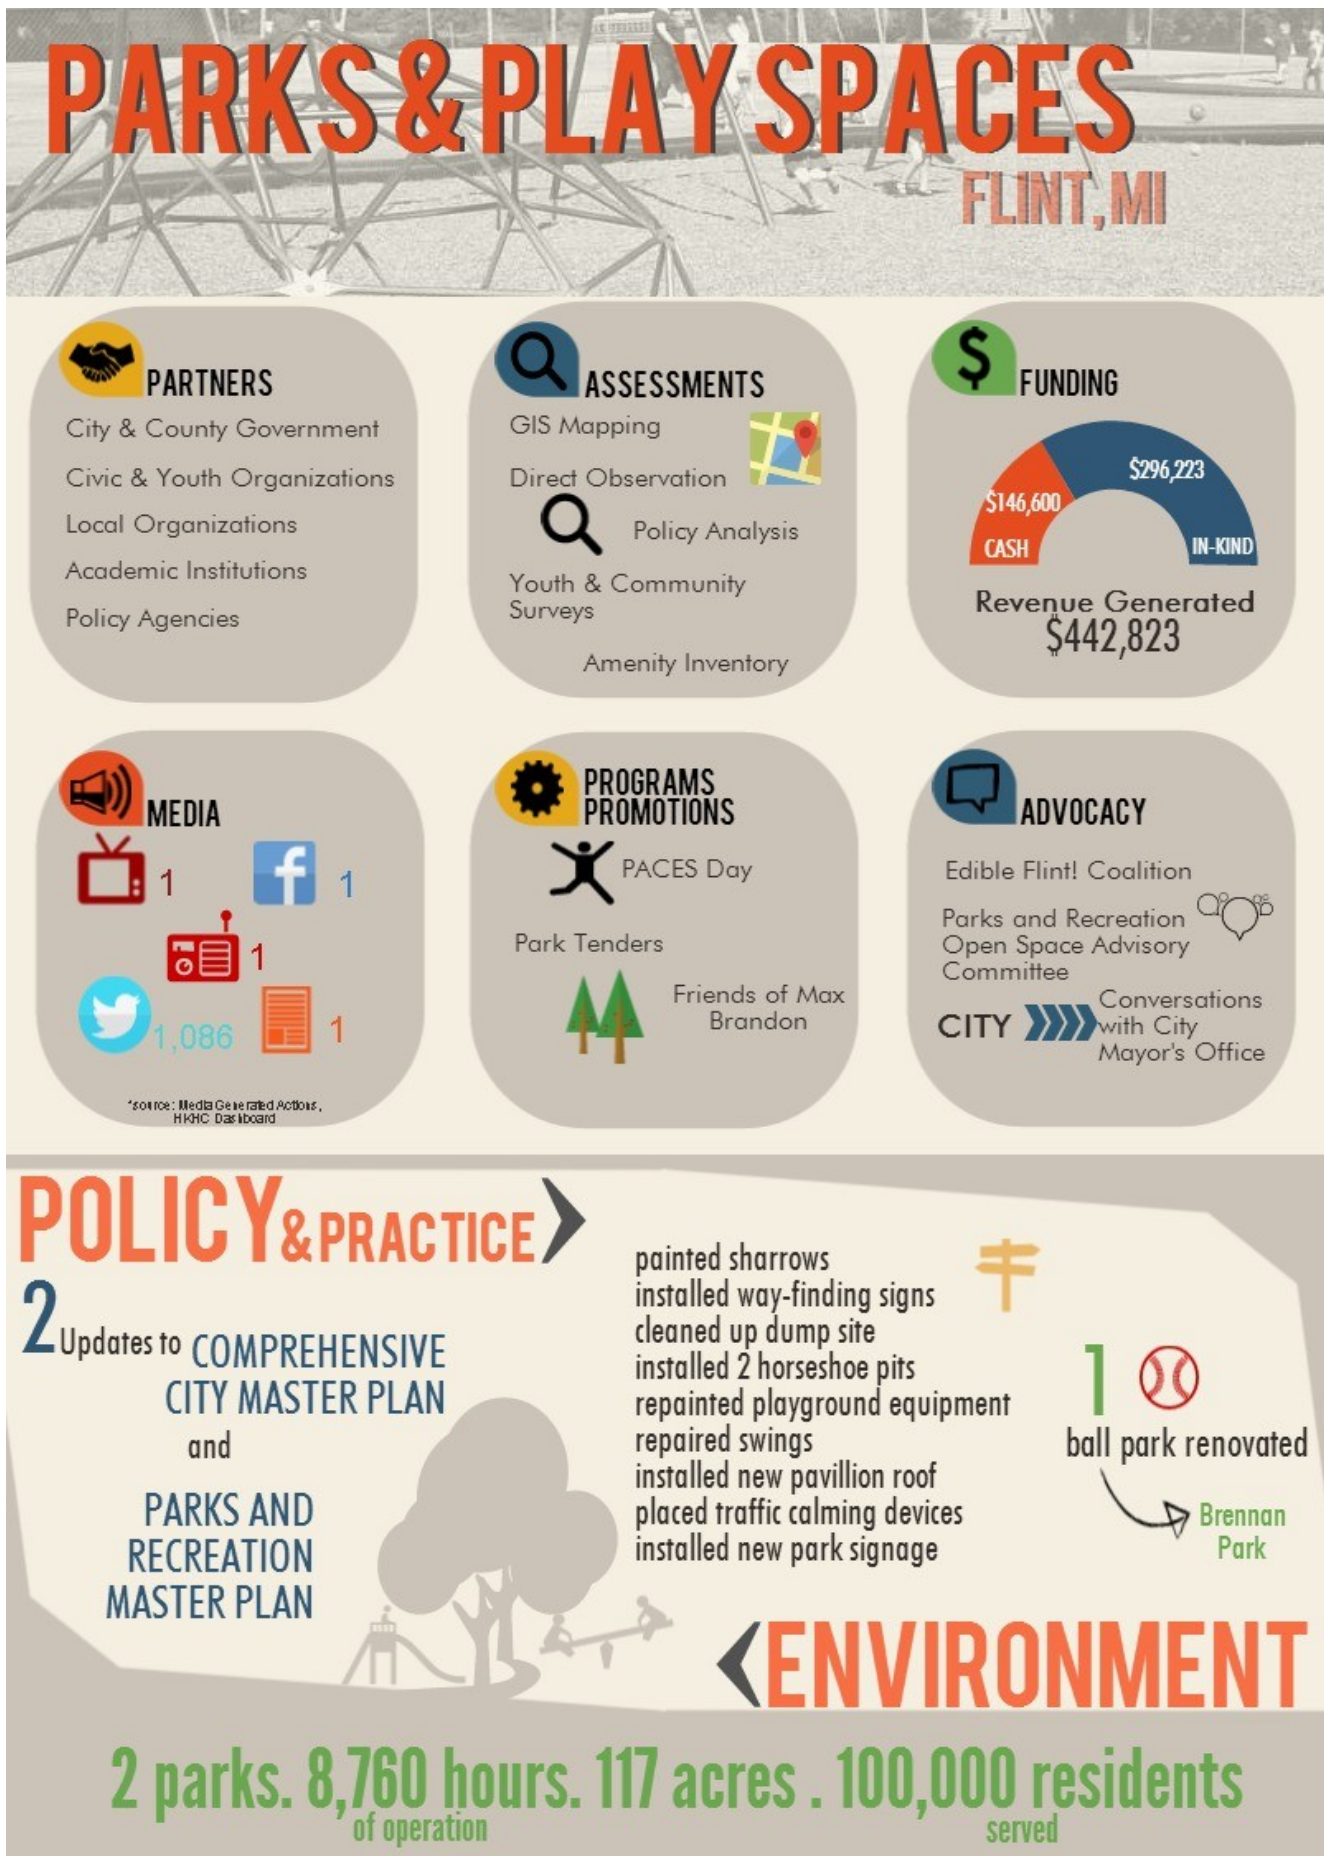 PARKS & PLAY SPACES
FLINT, MI
PARTNERS
City & County Government
Civic & Youth Organizations
Local Organizations
Academic Institutions
Policy Agencies
ASSESSMENTS
GIS Mapping
Direct Observation
Policy Analysis
Youth & Community
Surveys
Amenity Inventory
$
FUNDING
$146,600
CASH
$296,223
IN-KIND
Revenue Generated
$442,823
MEDIA
1
f
1
1
1,086
1
*source: Media Generated Actions,
HKHC Dashboard
PROGRAMS
PROMOTIONS
PACES Day
Park Tenders
Friends of Max
Brandon
ADVOCACY
Edible Flint! Coalition
Parks and Recreation
Open Space Advisory
Committee
CITY
Conversations
with City
Mayor's Office
POLICY & PRACTICE
2 Updates to COMPREHENSIVE
CITY MASTER PLAN
and
PARKS AND
RECREATION
MASTER PLAN
painted sharrows
installed way-finding signs
cleaned up dump site
installed 2 horseshoe pits
repainted playground equipment
repaired swings
installed new pavillion roof
placed traffic calming devices
installed new park signage
1
ball park renovated
Brennan
Park
ENVIRONMENT
2 parks. 8,760 hours. 117 acres . 100,000 residents
of operation
served